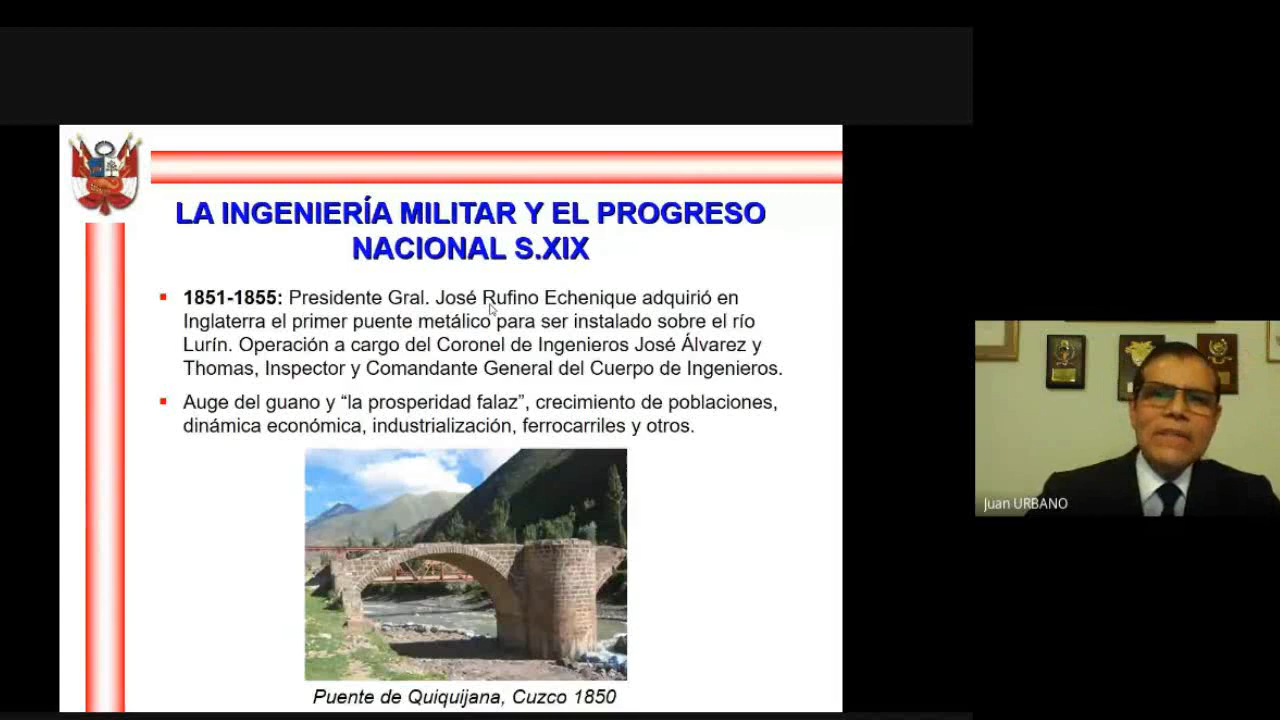 LA INGENIERÍA MILITAR Y EL PROGRESO
NACIONAL S.XIX
▪ 1851-1855: Presidente Gral. José Rufino Echenique adquirió en
Inglaterra el primer puente metálico para ser instalado sobre el río
Lurín. Operación a cargo del Coronel de Ingenieros José Álvarez y
Thomas, Inspector y Comandante General del Cuerpo de Ingenieros.
▪ Auge del guano y “la prosperidad falaz”, crecimiento de poblaciones,
dinámica económica, industrialización, ferrocarriles y otros.
Puente de Quiquijana, Cuzco 1850
Juan URBANO